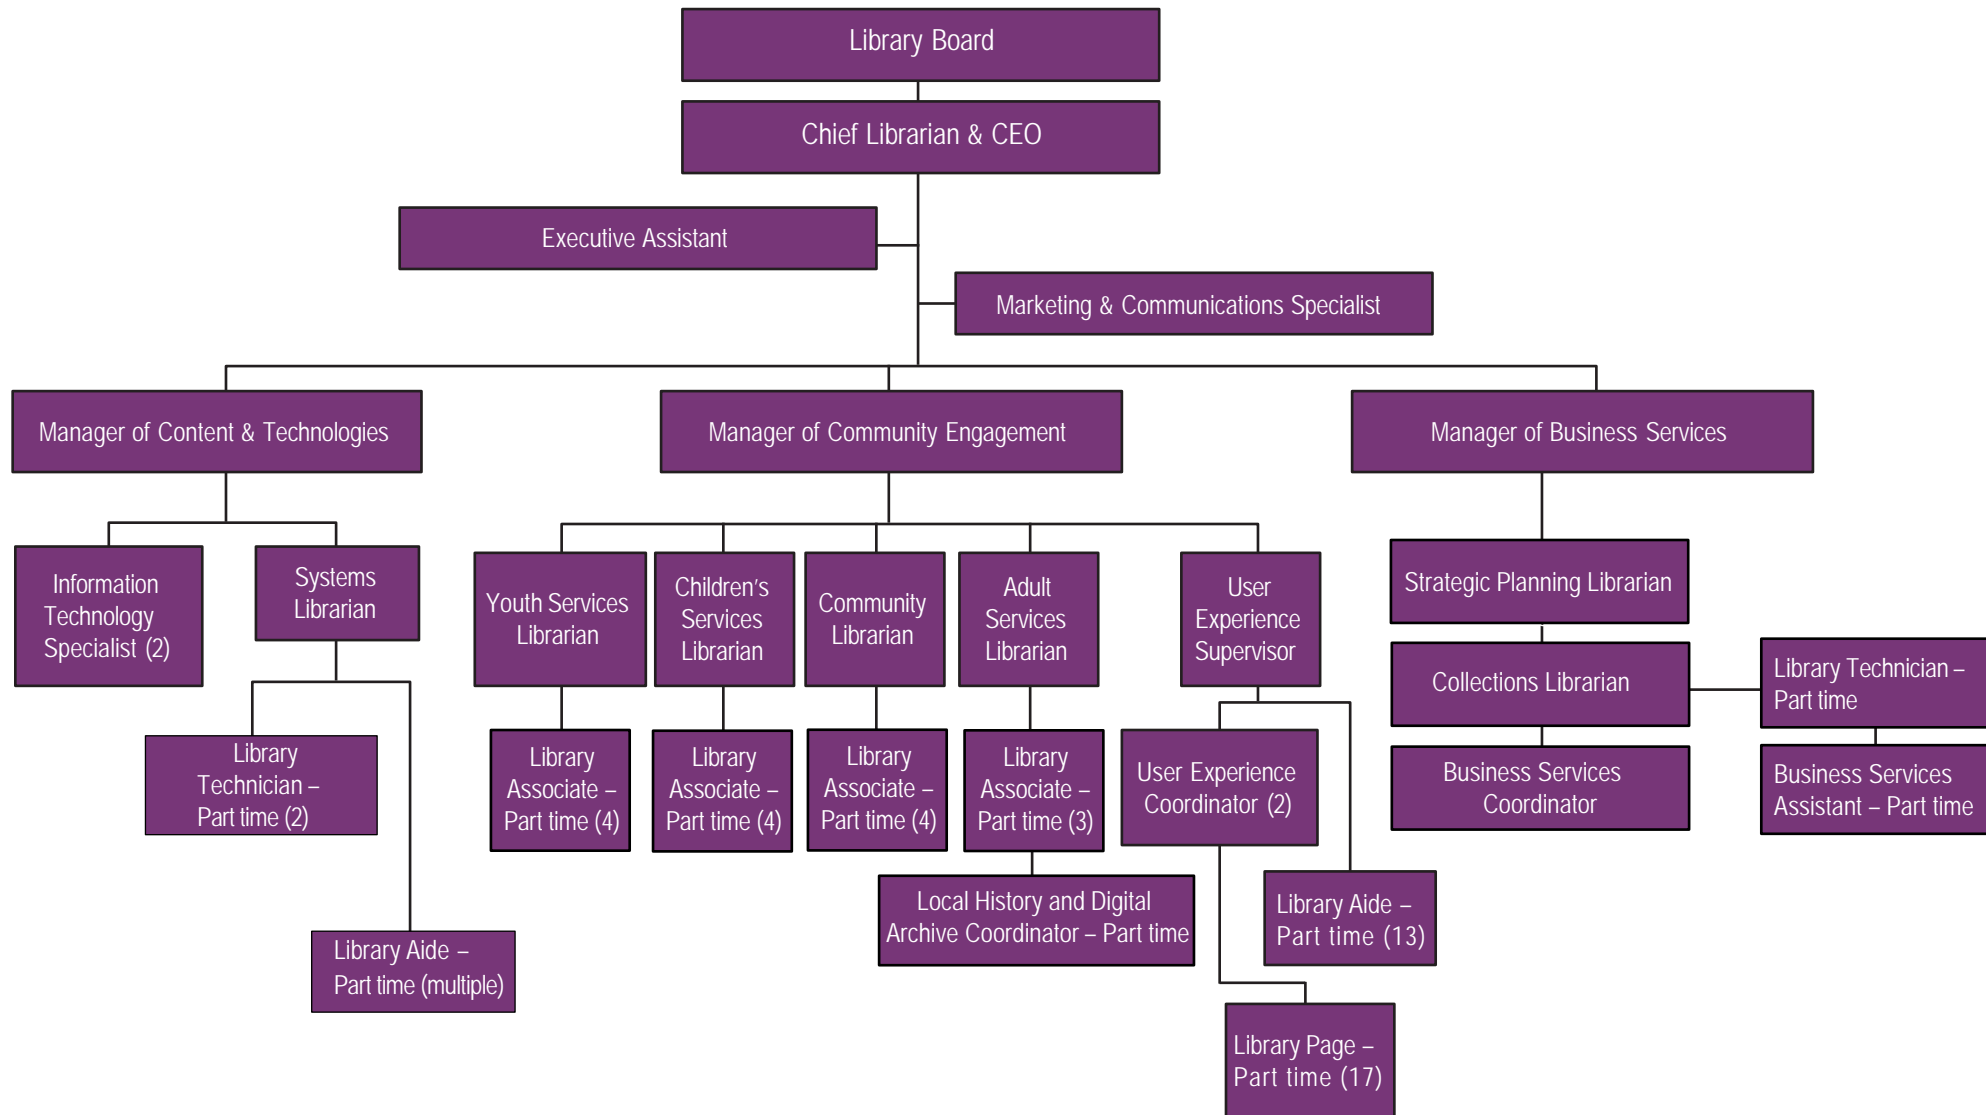 Library Board
Chief Librarian & CEO
Executive Assistant
Marketing & Communications Specialist
Manager of Content & Technologies
Manager of Community Engagement
Manager of Business Services
Information
Technology
Specialist (2)
Systems
Librarian
Library
Technician –
Part time (2)
Library Aide –
Part time (multiple)
Youth Services
Librarian
Children's
Services
Librarian
Community
Librarian
Adult
Services
Librarian
User
Experience
Supervisor
Library
Associate –
Part time (4)
Library
Associate –
Part time (4)
Library
Associate –
Part time (4)
Library
Associate –
Part time (3)
Local History and Digital
Archive Coordinator – Part time
User Experience
Coordinator (2)
Library Aide –
Part time (13)
Library Page –
Part time (17)
Strategic Planning Librarian
Collections Librarian
Business Services
Coordinator
Library Technician –
Part time
Business Services
Assistant – Part time